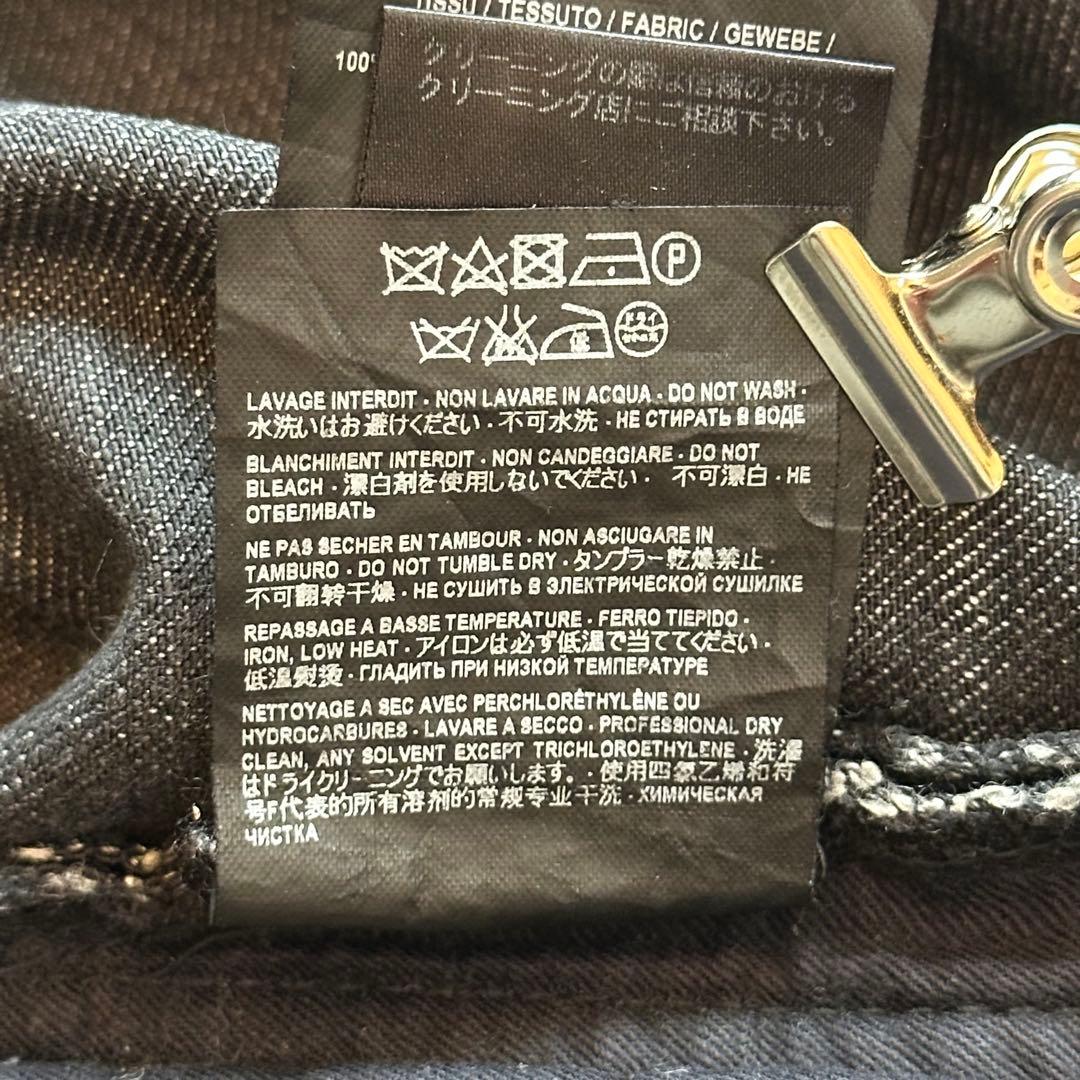 TISSU / TESSUTO / FABRIC / GEWEBE /
100%
クリーニングの際は信頼のおける
クリーニング店にご相談下さい。
P
ドライ
LAVAGE INTERDIT - NON LAVARE IN ACQUA - DO NOT WASH -
水洗いはお避けください - 不可水洗 - НЕ СТИРАТЬ В ВОДЕ
BLANCHIMENT INTERDIT - NON CANDEGGIARE - DO NOT
BLEACH - 漂白剤を使用しないでください - 不可漂白 - НЕ
ОТБЕЛИВАТЬ
NE PAS SECHER EN TAMBOUR - NON ASCIUGARE IN
TAMBURO - DO NOT TUMBLE DRY - タンブラー乾燥禁止 -
不可翻转干燥 - НЕ СУШИТЬ В ЭЛЕКТРИЧЕСКОЙ СУШИЛКЕ
REPASSAGE A BASSE TEMPERATURE - FERRO TIEPIDO -
IRON, LOW HEAT - アイロンは必ず低温で当ててください -
低温熨烫 - ГЛАДИТЬ ПРИ НИЗКОЙ ТЕМПЕРАТУРЕ
NETTOYAGE A SEC AVEC PERCHLORÉTHYLÈNE OU
HYDROCARBURES - LAVARE A SECCO - PROFESSIONAL DRY
CLEAN, ANY SOLVENT EXCEPT TRICHLOROETHYLENE - 洗濯
はドライクリーニングでお願いします。- 使用四氯乙烯和符
号F代表的所有溶剂的常规专业干洗 - ХИМИЧЕСКАЯ
ЧИСТКА